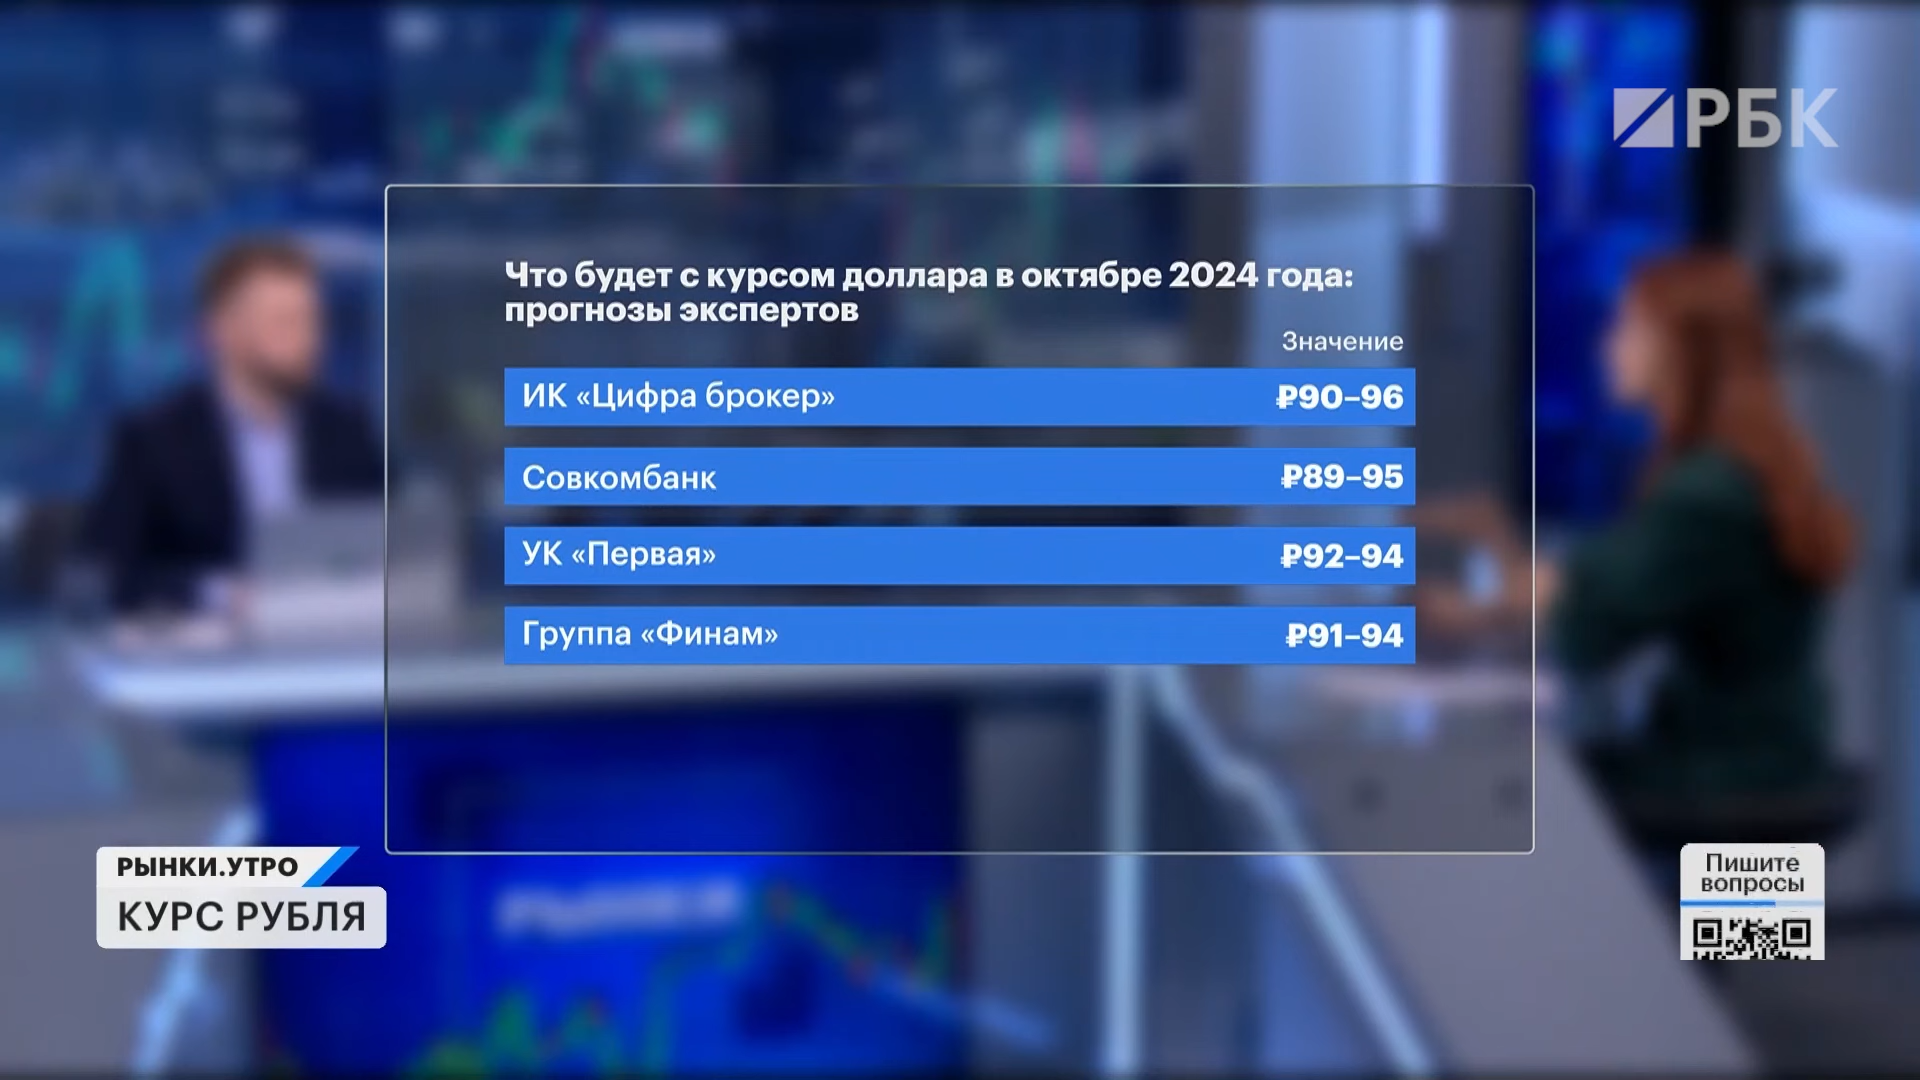 РБК
Что будет с курсом доллара в октябре 2024 года:
прогнозы экспертов
Значение
ИК «Цифра брокер» ₽90–96
Совкомбанк ₽89–95
УК «Первая» ₽92–94
Группа «Финам» ₽91–94
РЫНКИ.УТРО
КУРС РУБЛЯ
Пишите
вопросы
РЫНКИ